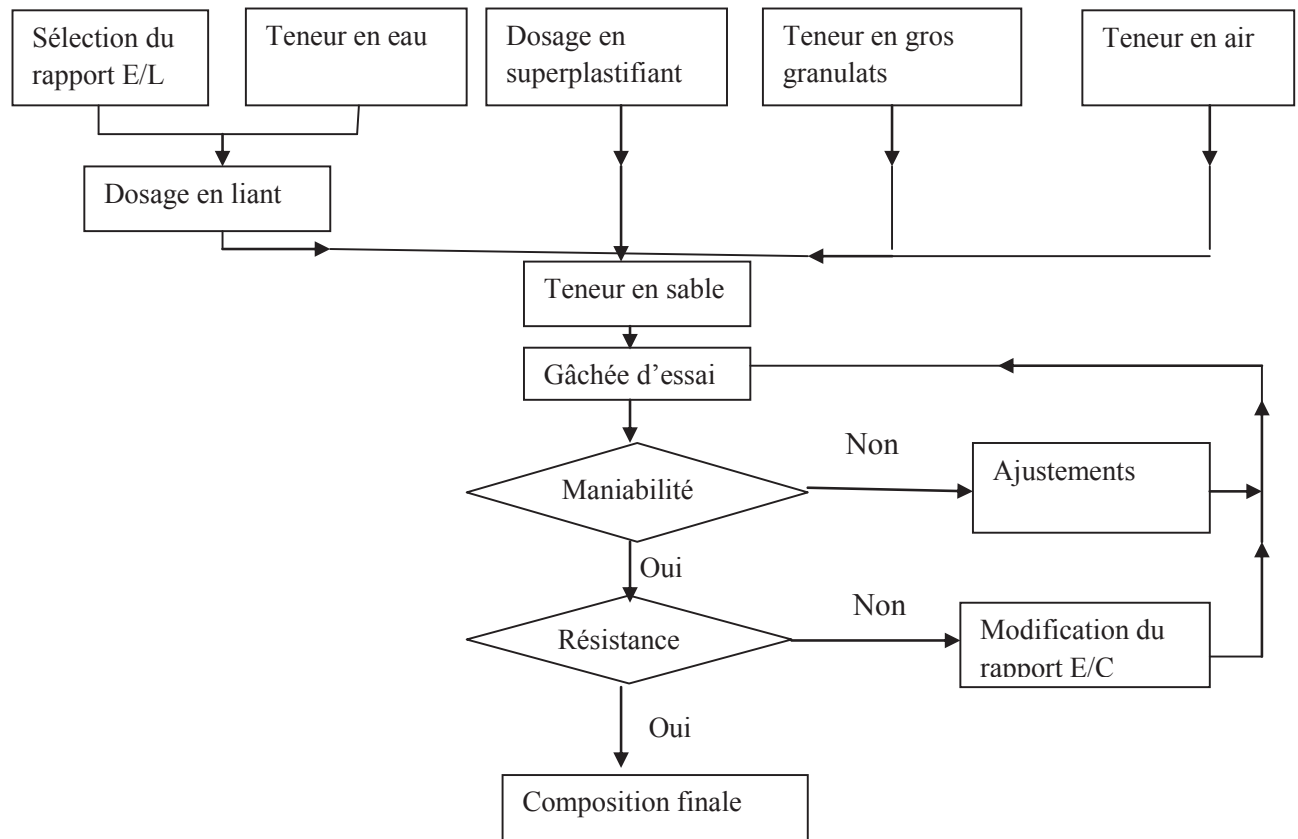 Sélection du
rapport E/L
Teneur en eau
Dosage en
superplastifiant
Teneur en gros
granulats
Teneur en air
Dosage en liant
Teneur en sable
Gâchée d’essai
Non
Maniabilité
Ajustements
Oui
Non
Résistance
Modification du
rapport E/C
Oui
Composition finale